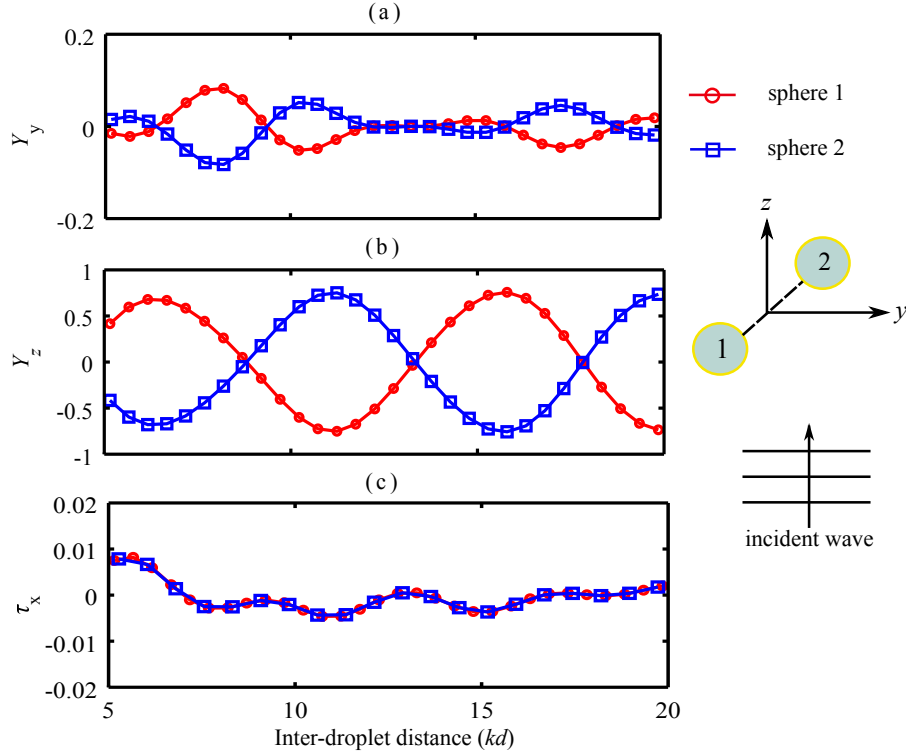 (a)
0.2
0
-0.2
Y_y
sphere 1
sphere 2
(b)
1
0.5
0
-0.5
-1
Y_z
z
y
2
1
incident wave
(c)
0.02
0.01
0
-0.01
-0.02
τ_x
5
10
15
20
Inter-droplet distance (kd)